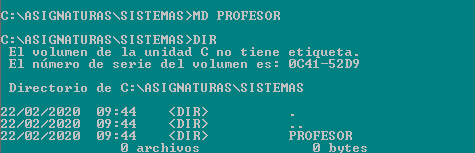 C:\ASIGNATURAS\SISTEMAS>MD PROFESOR
C:\ASIGNATURAS\SISTEMAS>DIR
El volumen de la unidad C no tiene etiqueta.
El número de serie del volumen es: 0C41-52D9
Directorio de C:\ASIGNATURAS\SISTEMAS
22/02/2020 09:44 <DIR> .
22/02/2020 09:44 <DIR> ..
22/02/2020 09:44 <DIR> PROFESOR
0 archivos 0 bytes